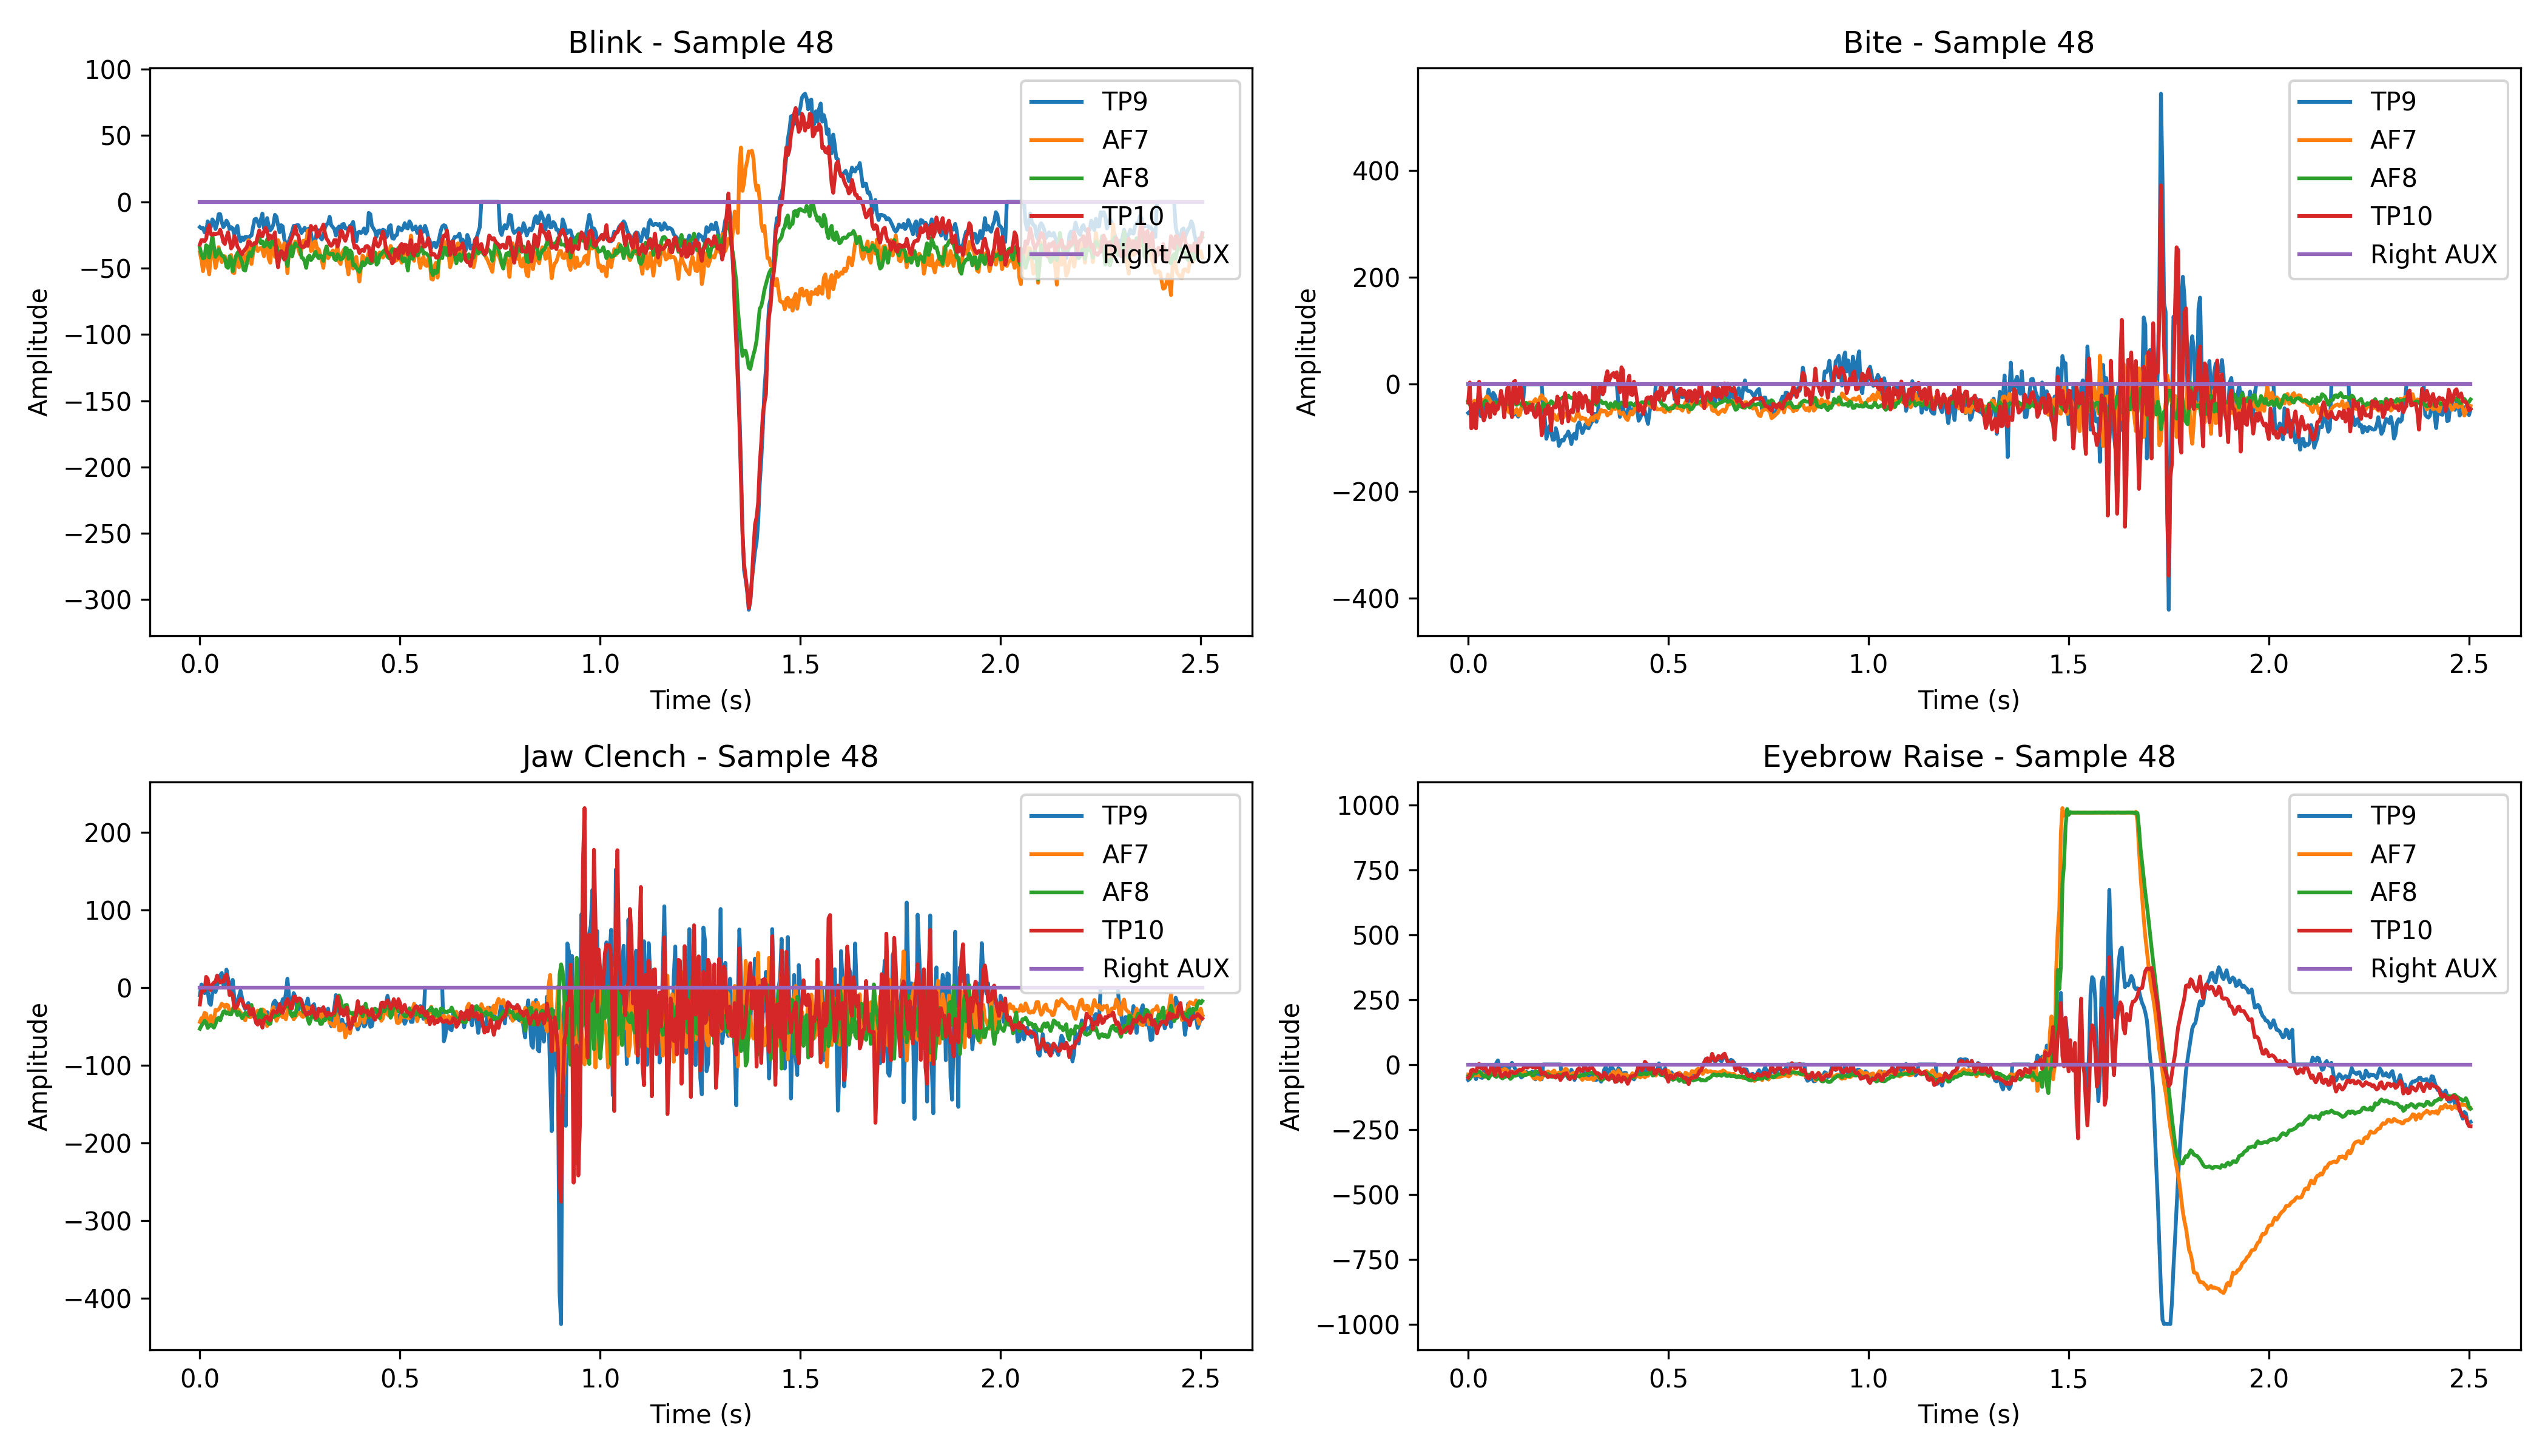 Blink - Sample 48
100
50
0
−50
−100
−150
−200
−250
−300
Amplitude
0.0 0.5 1.0 1.5 2.0 2.5
Time (s)
TP9
AF7
AF8
TP10
Right AUX
Bite - Sample 48
400
200
0
−200
−400
Amplitude
0.0 0.5 1.0 1.5 2.0 2.5
Time (s)
TP9
AF7
AF8
TP10
Right AUX
Jaw Clench - Sample 48
200
100
0
−100
−200
−300
−400
Amplitude
0.0 0.5 1.0 1.5 2.0 2.5
Time (s)
TP9
AF7
AF8
TP10
Right AUX
Eyebrow Raise - Sample 48
1000
750
500
250
0
−250
−500
−750
−1000
Amplitude
0.0 0.5 1.0 1.5 2.0 2.5
Time (s)
TP9
AF7
AF8
TP10
Right AUX